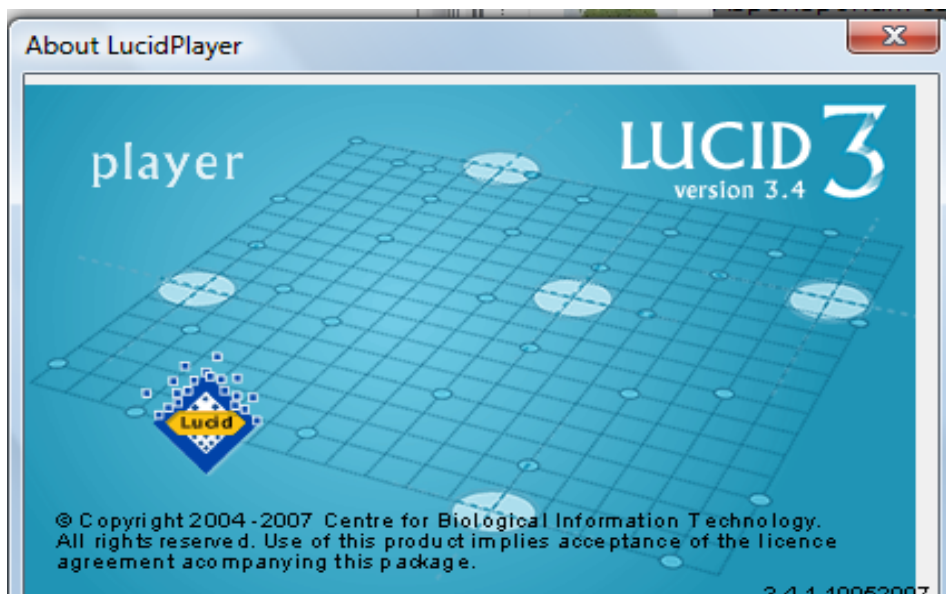 About LucidPlayer
player
LUCID 3
version 3.4
Lucid
© Copyright 2004-2007 Centre for Biological Information Technology.
All rights reserved. Use of this product implies acceptance of the licence
agreement acompanying this package.